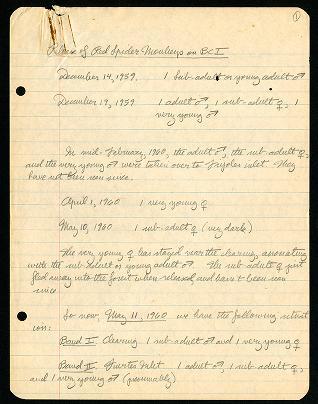 ①
Release of Red Spider Monkeys on BCI
December 14, 1959. 1 sub-adult or young adult ♂
December 19, 1959 1 adult ♂, 1 sub-adult ♀, 1
very young ♂
In mid-February, 1960, the adult ♂, the sub-adult ♀,
and the very young ♂ were taken over to Frijoles inlet. They
have not been seen since.
April 1, 1960 1 very young ♀
May 10, 1960 1 sub-adult ♀ (very dark)
The very young ♀ has stayed near the clearing, associating
with the sub-adult or young adult ♂. The sub-adult ♀ just
fled away into the forest when released and hasn't been seen
since.
So now, May 11, 1960 we have the following situat
ion:
Band I. Clearing. 1 sub-adult ♂ and 1 very young ♀
Band II. Inlet 1 adult ♂, 1 sub-adult ♀,
and 1 very young ♂ (presumably)